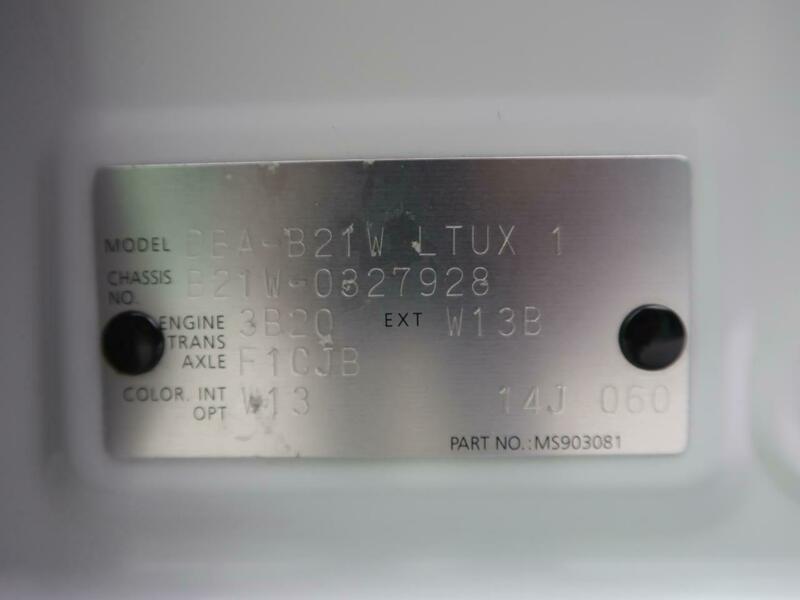 MODEL DBA-B21W LTUX 1
CHASSIS NO. B21W-0327928
ENGINE 3B20 EXT W13B
TRANS AXLE F1CJB
COLOR. INT OPT W13 14J 060
PART NO.: MS903081